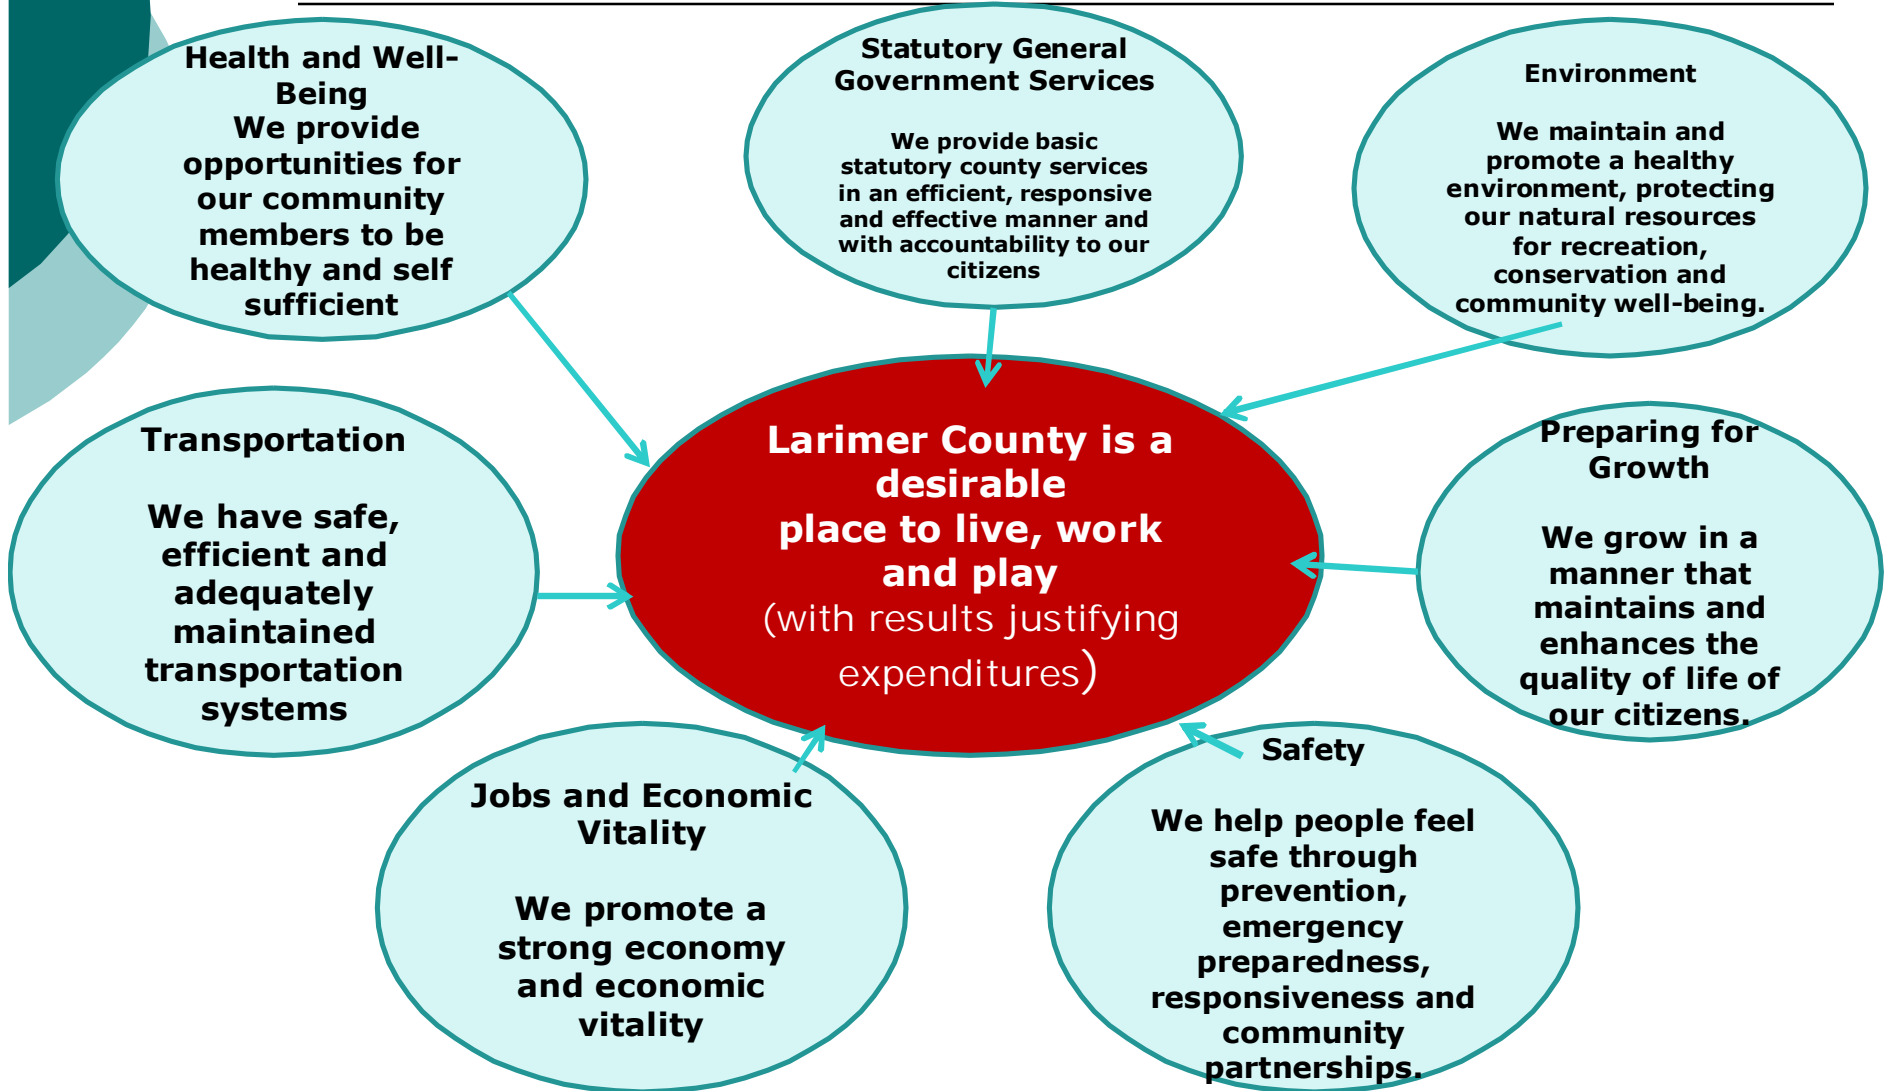 Health and Well-
Being
We provide
opportunities for
our community
members to be
healthy and self
sufficient
Statutory General
Government Services
We provide basic
statutory county services
in an efficient, responsive
and effective manner and
with accountability to our
citizens
Environment
We maintain and
promote a healthy
environment, protecting
our natural resources
for recreation,
conservation and
community well-being.
Transportation
We have safe,
efficient and
adequately
maintained
transportation
systems
Larimer County is a
desirable
place to live, work
and play
(with results justifying
expenditures)
Preparing for
Growth
We grow in a
manner that
maintains and
enhances the
quality of life of
our citizens.
Jobs and Economic
Vitality
We promote a
strong economy
and economic
vitality
Safety
We help people feel
safe through
prevention,
emergency
preparedness,
responsiveness and
community
partnerships.